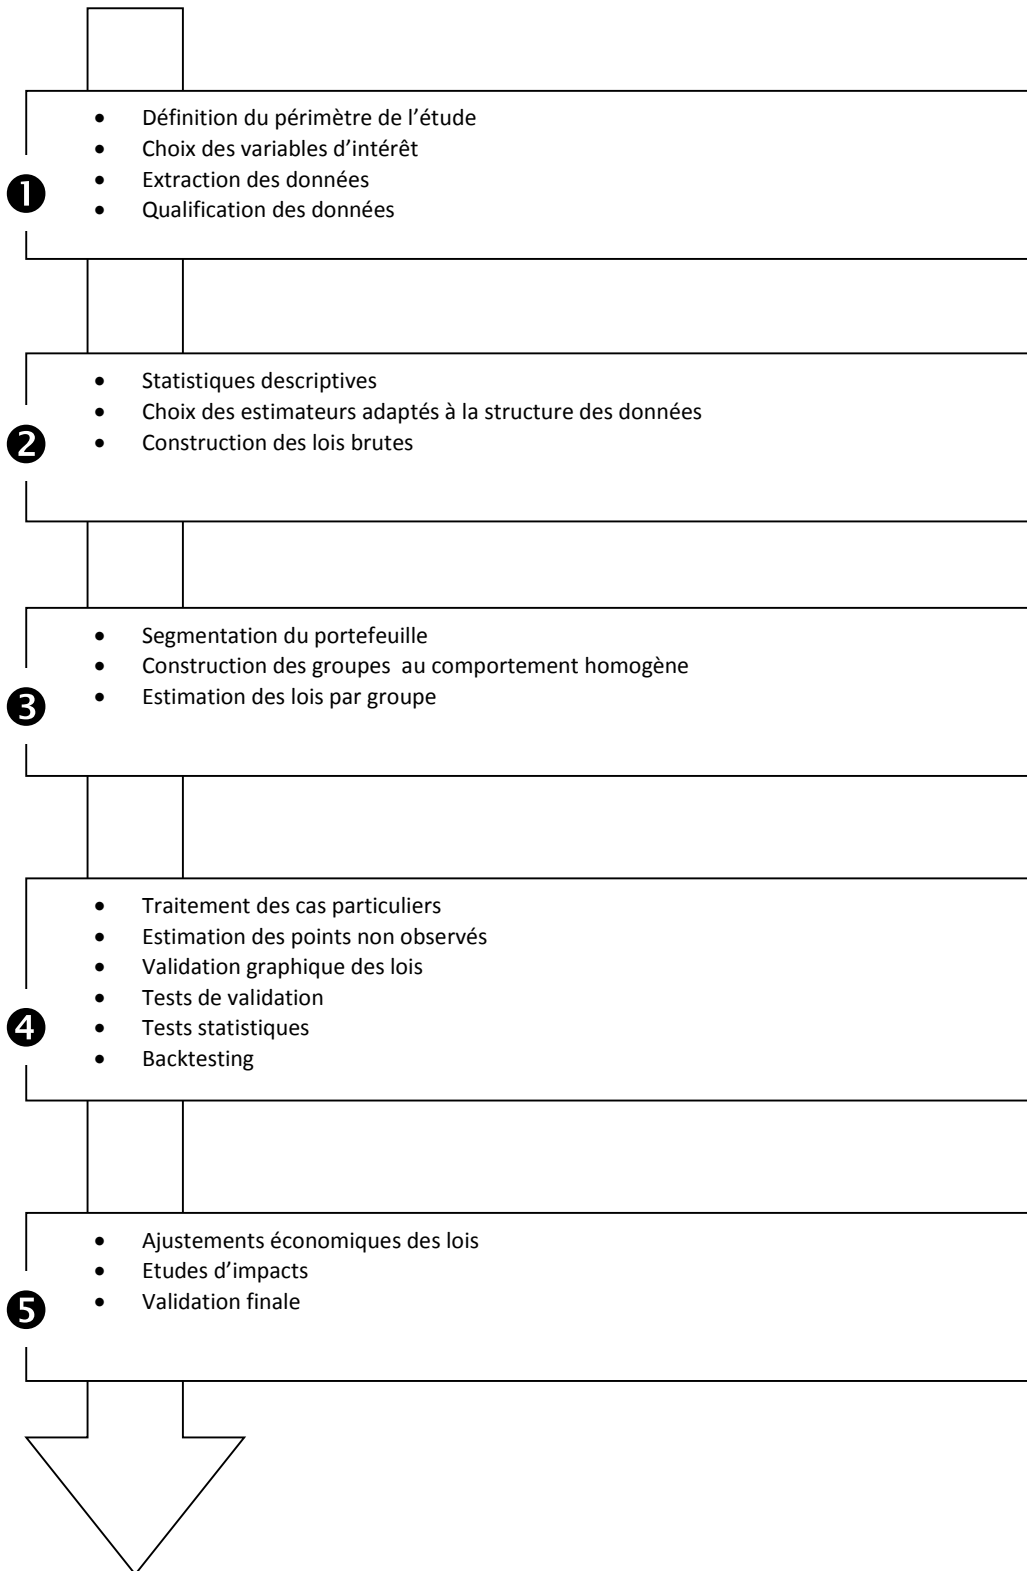 ❶
• Définition du périmètre de l’étude
• Choix des variables d’intérêt
• Extraction des données
• Qualification des données
❷
• Statistiques descriptives
• Choix des estimateurs adaptés à la structure des données
• Construction des lois brutes
❸
• Segmentation du portefeuille
• Construction des groupes au comportement homogène
• Estimation des lois par groupe
❹
• Traitement des cas particuliers
• Estimation des points non observés
• Validation graphique des lois
• Tests de validation
• Tests statistiques
• Backtesting
❺
• Ajustements économiques des lois
• Etudes d’impacts
• Validation finale